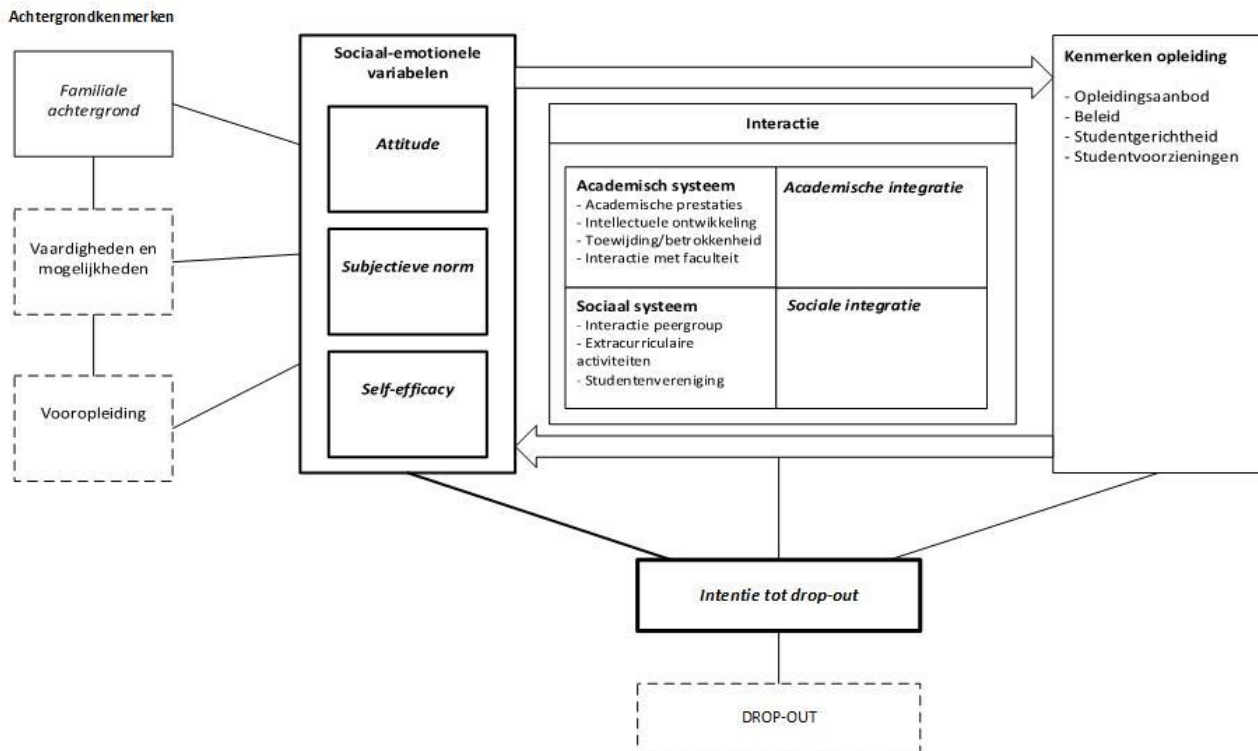 Achtergrondkenmerken
Familiale
achtergrond
Vaardigheden en
mogelijkheden
Vooropleiding
Sociaal-emotionele
variabelen
Attitude
Subjectieve norm
Self-efficacy
Interactie
Academisch systeem
- Academische prestaties
- Intellectuele ontwikkeling
- Toewijding/betrokkenheid
- Interactie met faculteit
Academische integratie
Sociaal systeem
- Interactie peergroup
- Extracurriculaire
activiteiten
- Studentenvereniging
Sociale integratie
Kenmerken opleiding
- Opleidingsaanbod
- Beleid
- Studentgerichtheid
- Studentvoorzieningen
Intentie tot drop-out
DROP-OUT